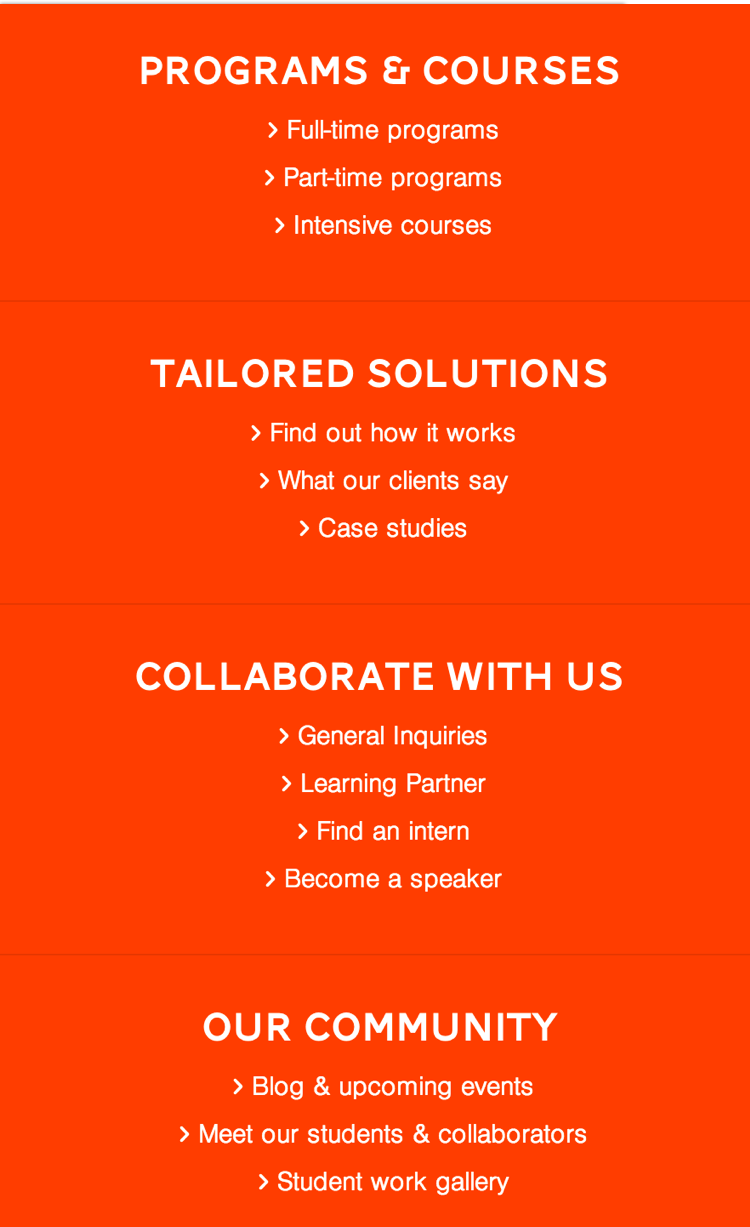 PROGRAMS & COURSES
> Full-time programs
> Part-time programs
> Intensive courses
TAILORED SOLUTIONS
> Find out how it works
> What our clients say
> Case studies
COLLABORATE WITH US
> General Inquiries
> Learning Partner
> Find an intern
> Become a speaker
OUR COMMUNITY
> Blog & upcoming events
> Meet our students & collaborators
> Student work gallery